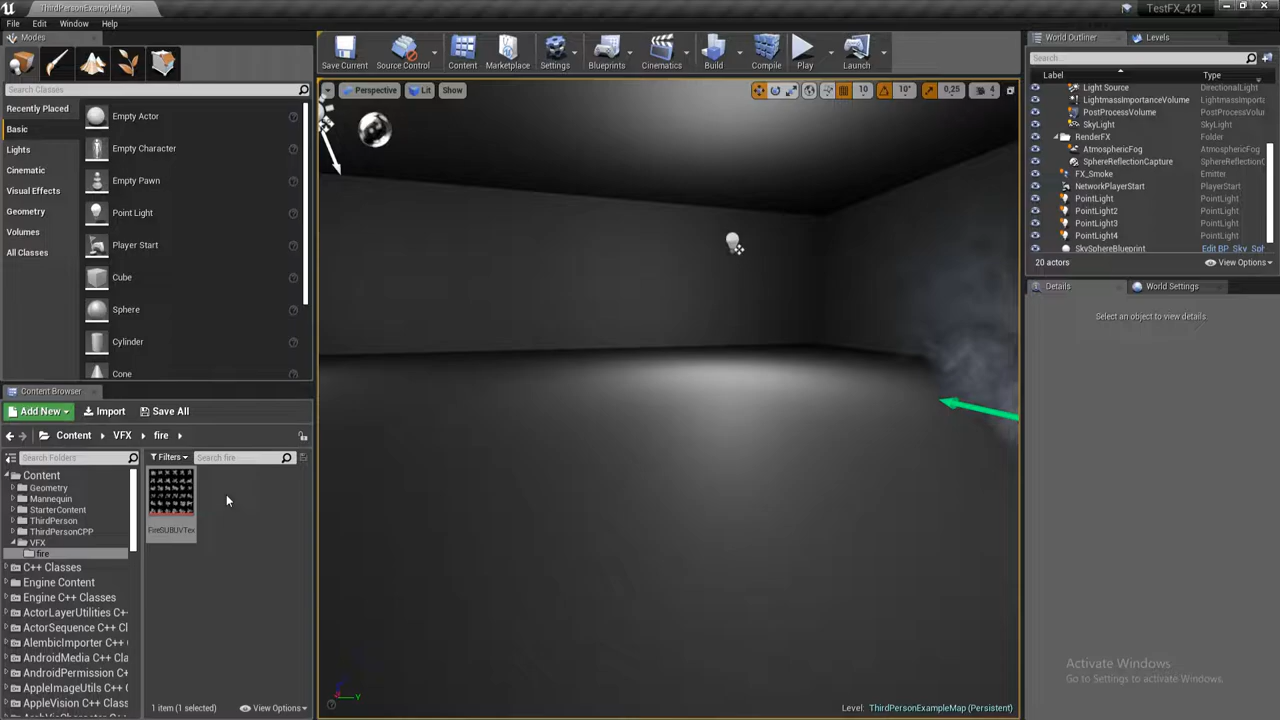 ThirdPersonExampleMap
TestFX_421
File Edit Window Help
Modes
Search Classes
Recently Placed
Basic
Lights
Cinematic
Visual Effects
Geometry
Volumes
All Classes
Empty Actor
Empty Character
Empty Pawn
Point Light
Player Start
Cube
Sphere
Cylinder
Cone
Save Current
Source Control
Content
Marketplace
Settings
Blueprints
Cinematics
Build
Compile
Play
Launch
Perspective Lit Show
10 10° 0,25 4
World Outliner Levels
Search...
Label Type
Light Source DirectionalLight
LightmassImportanceVolume LightmassImporta
PostProcessVolume PostProcessVolum
SkyLight SkyLight
RenderFX Folder
AtmosphericFog AtmosphericFog
SphereReflectionCapture SphereReflection
FX_Smoke Emitter
NetworkPlayerStart PlayerStart
PointLight PointLight
PointLight2 PointLight
PointLight3 PointLight
PointLight4 PointLight
SkySphereBlueprint Edit BP_Sky_Sph
20 actors View Options
Details World Settings
Select an object to view details.
Content Browser
Add New Import Save All
Content VFX fire
Search Folders
Filters Search fire
Content
Geometry
Mannequin
StarterContent
ThirdPerson
ThirdPersonCPP
VFX
fire
C++ Classes
Engine Content
Engine C++ Classes
ActorLayerUtilities C++
ActorSequence C++ Cl
AlembicImporter C++
AndroidMedia C++ Cla
AndroidPermission C++
AppleImageUtils C++
AppleVision C++ Class
FireSUBUVTex
1 item (1 selected) View Options
Activate Windows
Go to Settings to activate Windows.
Level: ThirdPersonExampleMap (Persistent)